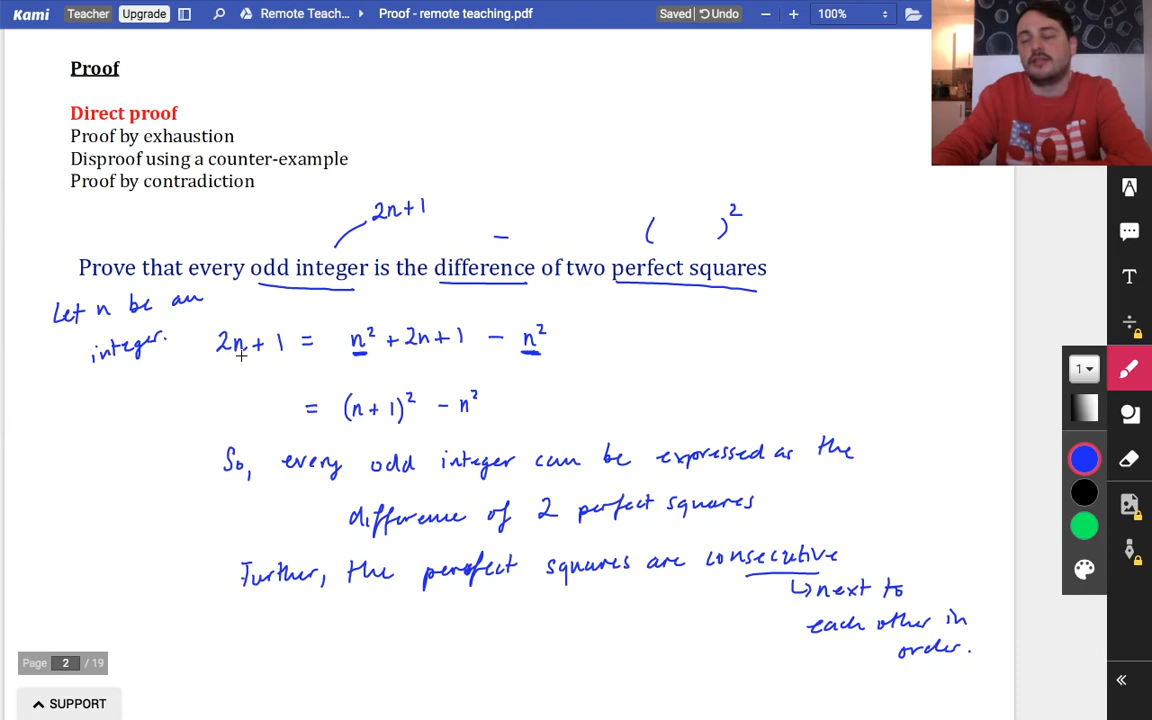 Kami Teacher Upgrade Remote Teach... Proof - remote teaching.pdf Saved Undo 100%
Proof
Direct proof
Proof by exhaustion
Disproof using a counter-example
Proof by contradiction
2n+1
- ( )²
Prove that every odd integer is the difference of two perfect squares
Let n be an
integer.
2n+1 = n² + 2n + 1 - n²
= (n+1)² - n²
So, every odd integer can be expressed as the
difference of 2 perfect squares
Further, the perfect squares are consecutive
↳ next to
each other in
order.
501
A
T
1
Page 2 / 19
SUPPORT